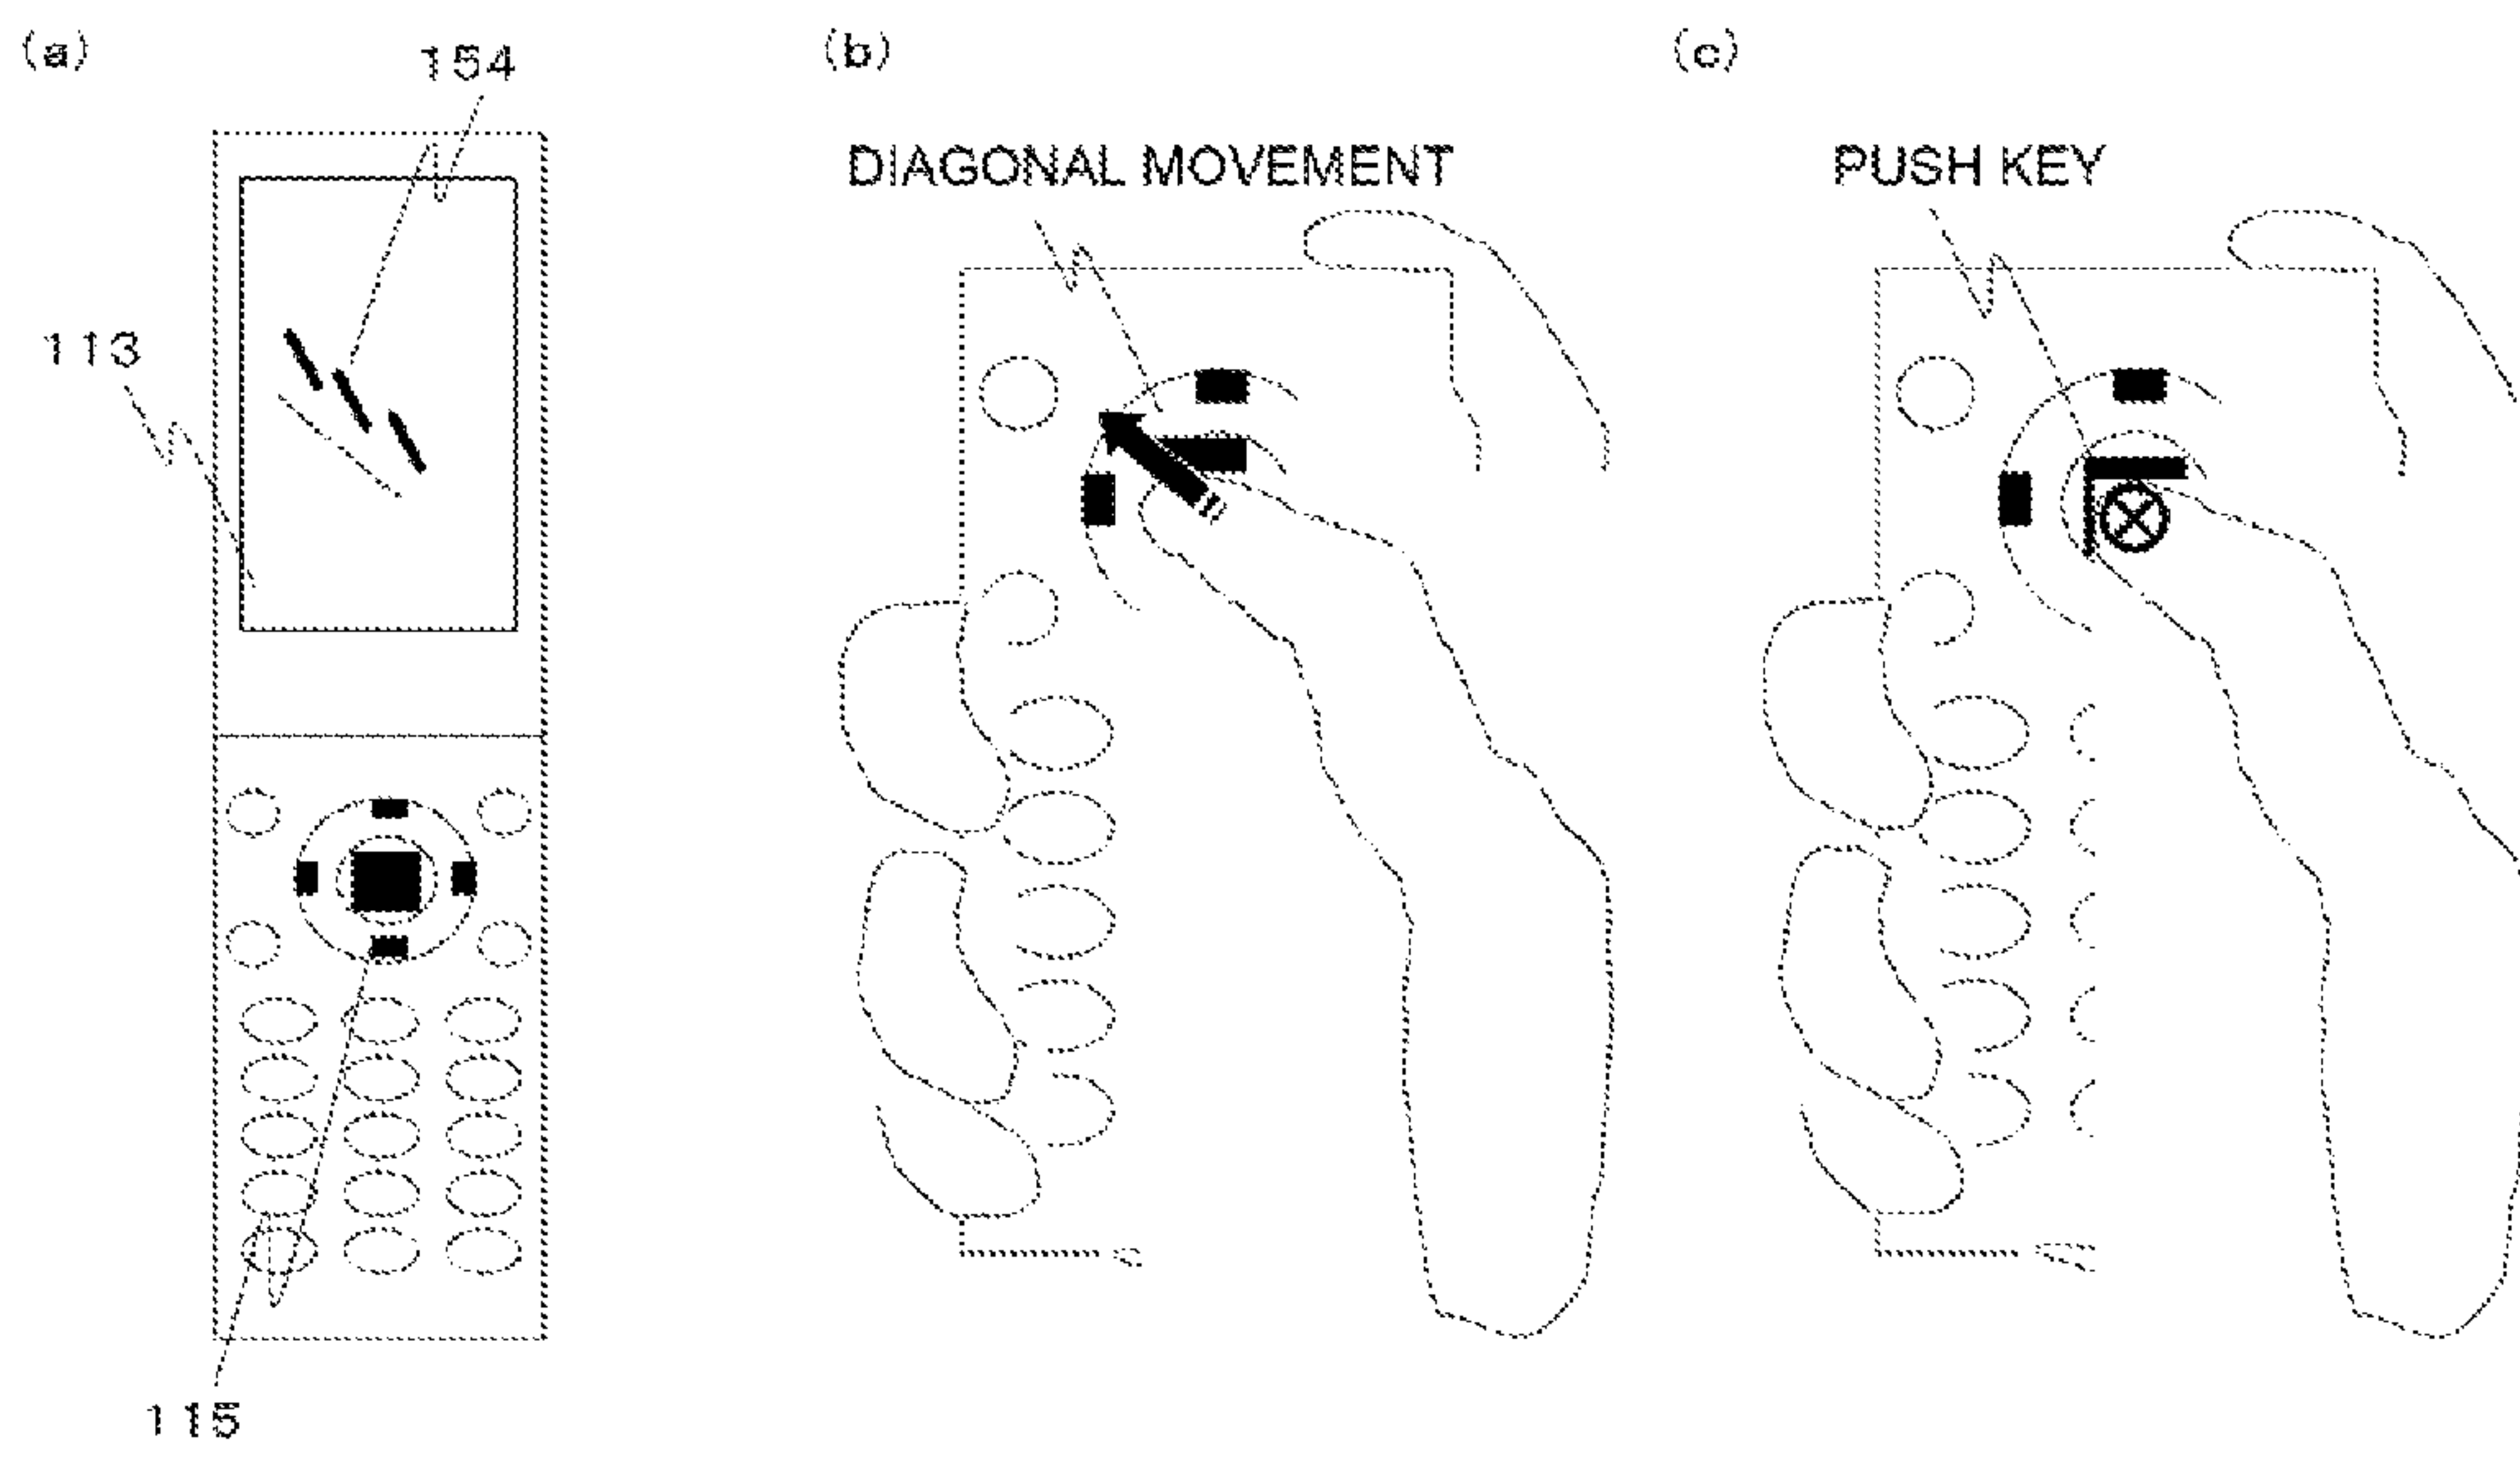 (a)
154
113
115
(b)
DIAGONAL MOVEMENT
(c)
PUSH KEY